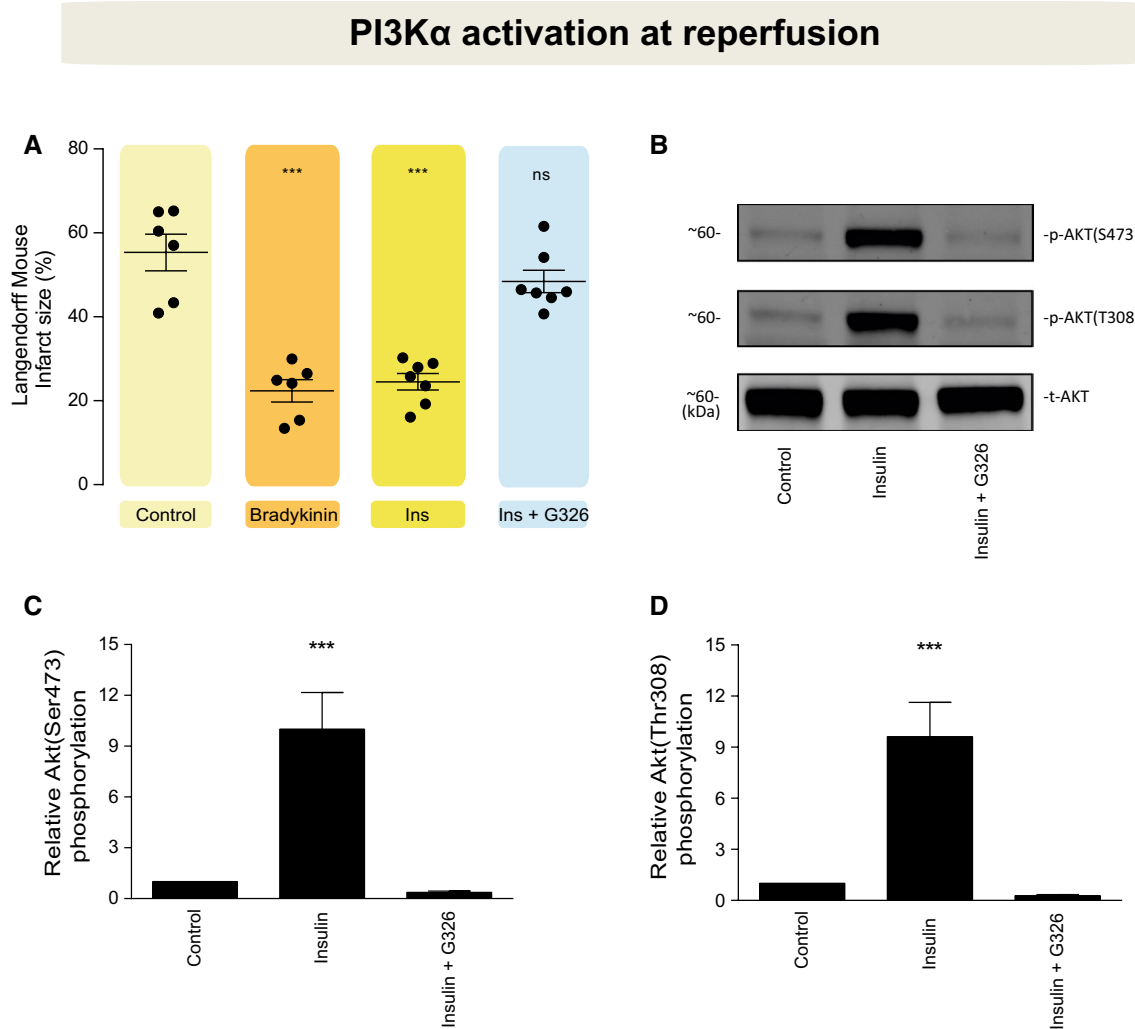 PI3Kα activation at reperfusion
A
Langendorff Mouse
Infarct size (%)
80
60
40
20
0
***
***
ns
Control
Bradykinin
Ins
Ins + G326
B
~60-
-p-AKT(S473
~60-
-p-AKT(T308
~60-
(kDa)
-t-AKT
Control
Insulin
Insulin + G326
C
Relative Akt(Ser473)
phosphorylation
15
12
9
6
3
0
***
Control
Insulin
Insulin + G326
D
Relative Akt(Thr308)
phosphorylation
15
12
9
6
3
0
***
Control
Insulin
Insulin + G326